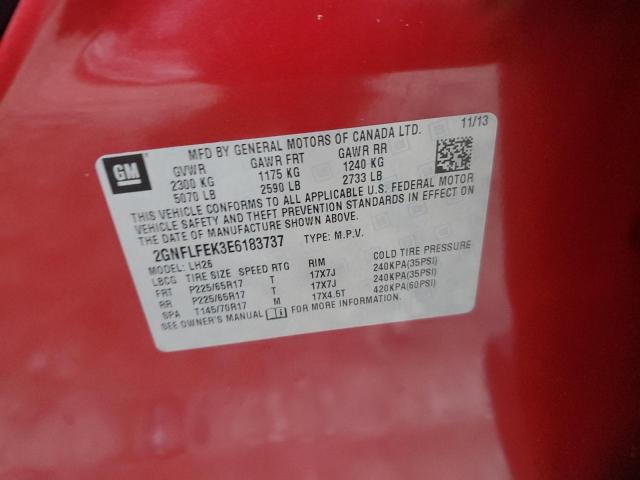 GM
MFD BY GENERAL MOTORS OF CANADA LTD. 11/13
GVWR GAWR FRT GAWR RR
2300 KG 1175 KG 1240 KG
5070 LB 2590 LB 2733 LB
THIS VEHICLE CONFORMS TO ALL APPLICABLE U.S. FEDERAL MOTOR
VEHICLE SAFETY AND THEFT PREVENTION STANDARDS IN EFFECT ON
THE DATE OF MANUFACTURE SHOWN ABOVE.
2GNFLFEK3E6183737 TYPE: M.P.V.
MODEL: LH26
LBCG TIRE SIZE SPEED RTG RIM COLD TIRE PRESSURE
FRT P225/65R17 T 17X7J 240KPA(35PSI)
RR P225/65R17 T 17X7J 240KPA(35PSI)
SPA T145/70R17 M 17X4.5T 420KPA(60PSI)
SEE OWNER'S MANUAL FOR MORE INFORMATION.